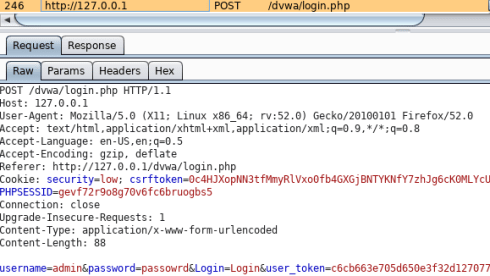 246 http://127.0.0.1 POST /dvwa/login.php
Request Response
Raw Params Headers Hex
POST /dvwa/login.php HTTP/1.1
Host: 127.0.0.1
User-Agent: Mozilla/5.0 (X11; Linux x86_64; rv:52.0) Gecko/20100101 Firefox/52.0
Accept: text/html,application/xhtml+xml,application/xml;q=0.9,*/*;q=0.8
Accept-Language: en-US,en;q=0.5
Accept-Encoding: gzip, deflate
Referer: http://127.0.0.1/dvwa/login.php
Cookie: security=low; csrftoken=0c4HJXopNN3tfMmyRlVxo0fb4GXGjBNTYKNfY7zhJg6cK0MLYcU
PHPSESSID=gevf72r9o8g70v6fc6bruogbs5
Connection: close
Upgrade-Insecure-Requests: 1
Content-Type: application/x-www-form-urlencoded
Content-Length: 88
username=admin&password=passowrd&Login=Login&user_token=c6cb663e705d650e3f32d127077